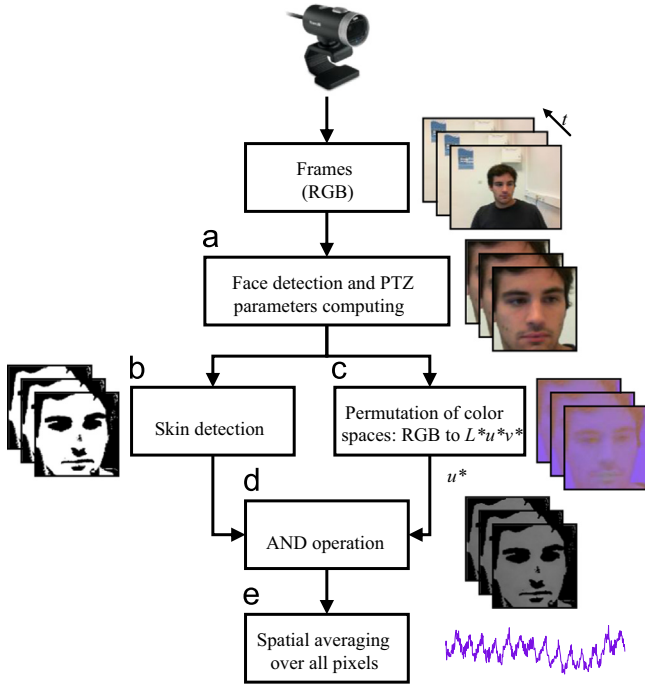 t
Frames
(RGB)
a
Face detection and PTZ
parameters computing
b
c
Skin detection
Permutation of color
spaces: RGB to L*u*v*
u*
d
AND operation
e
Spatial averaging
over all pixels